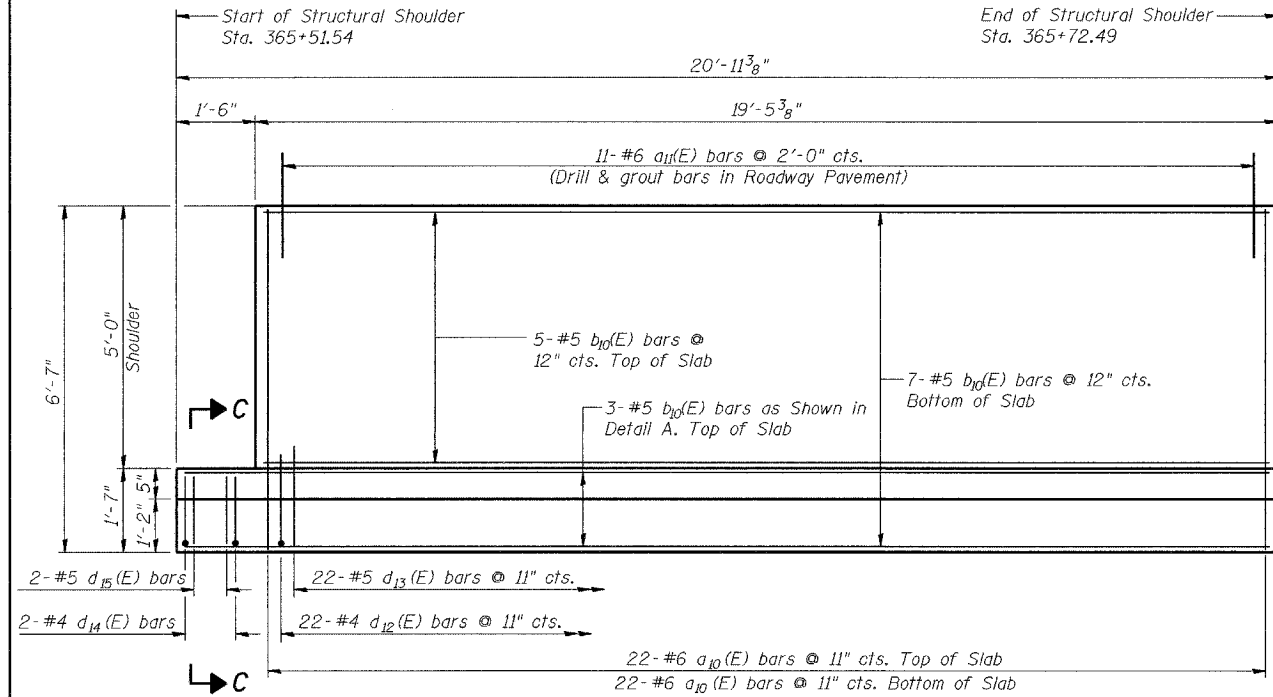 Start of Structural Shoulder
Sta. 365+51.54
End of Structural Shoulder
Sta. 365+72.49
20'-11 3/8"
1'-6"
19'-5 3/8"
11-#6 a11(E) bars @ 2'-0" cts.
(Drill & grout bars in Roadway Pavement)
6'-7"
5'-0"
Shoulder
5-#5 b10(E) bars @
12" cts. Top of Slab
7-#5 b10(E) bars @ 12" cts.
Bottom of Slab
3-#5 b10(E) bars as Shown in
Detail A. Top of Slab
C
1'-7"
5"
1'-2"
2-#5 d15(E) bars
22-#5 d13(E) bars @ 11" cts.
2-#4 d14(E) bars
22-#4 d12(E) bars @ 11" cts.
C
22-#6 a10(E) bars @ 11" cts. Top of Slab
22-#6 a10(E) bars @ 11" cts. Bottom of Slab